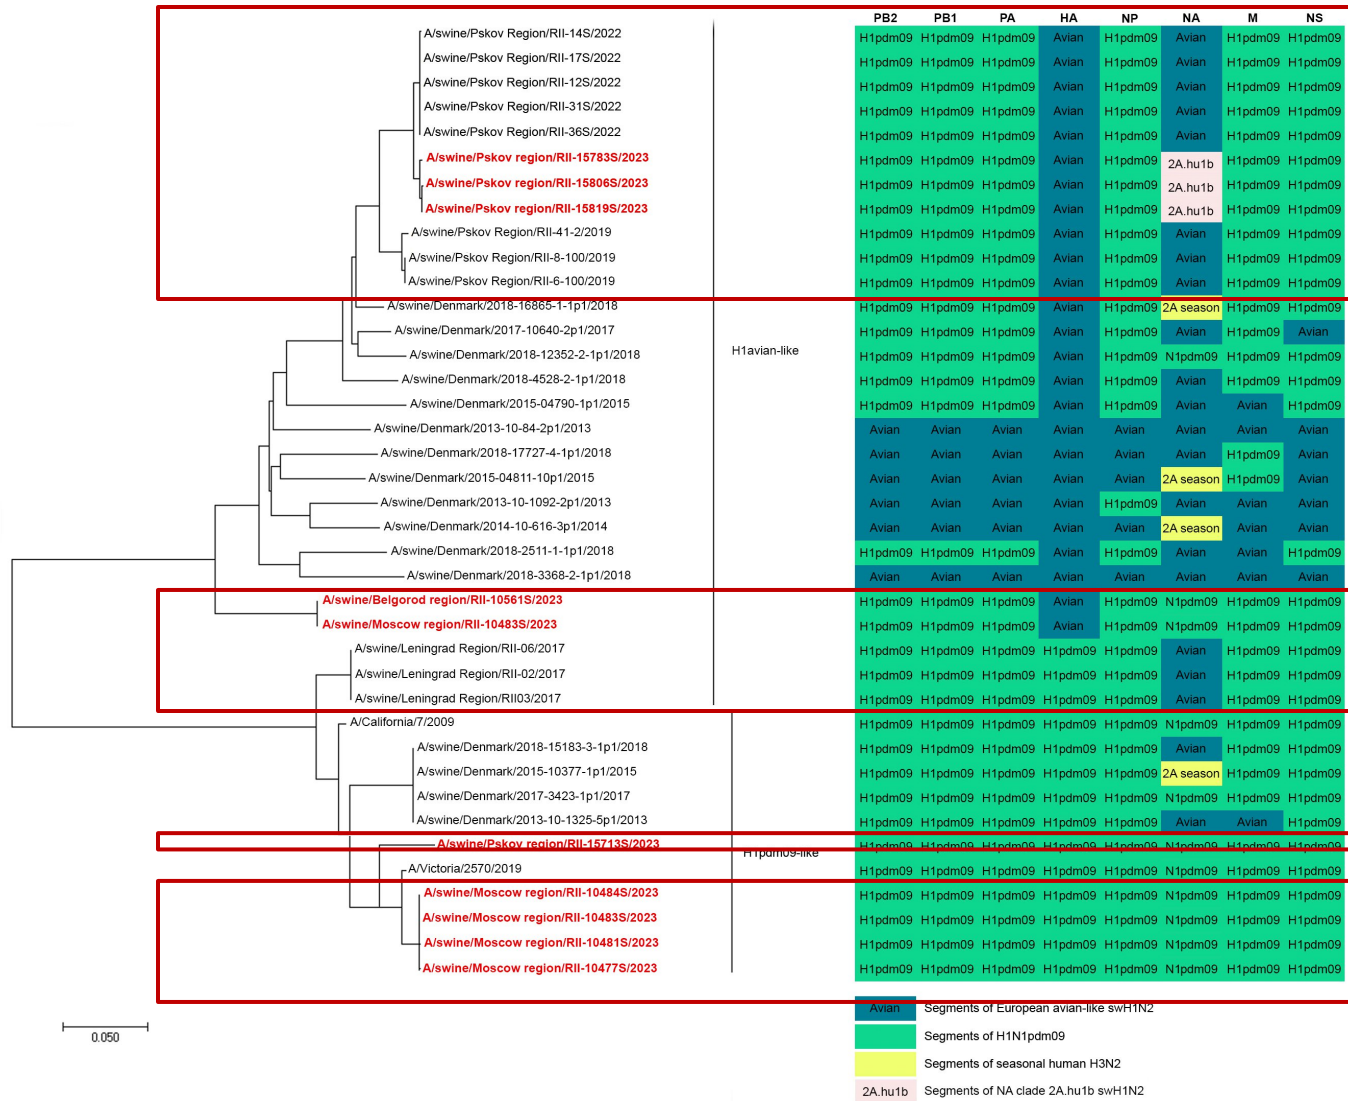 PB2 PB1 PA HA NP NA M NS
A/swine/Pskov Region/RII-14S/2022 H1pdm09 H1pdm09 H1pdm09 Avian H1pdm09 Avian H1pdm09 H1pdm09
A/swine/Pskov Region/RII-17S/2022 H1pdm09 H1pdm09 H1pdm09 Avian H1pdm09 Avian H1pdm09 H1pdm09
A/swine/Pskov Region/RII-12S/2022 H1pdm09 H1pdm09 H1pdm09 Avian H1pdm09 Avian H1pdm09 H1pdm09
A/swine/Pskov Region/RII-31S/2022 H1pdm09 H1pdm09 H1pdm09 Avian H1pdm09 Avian H1pdm09 H1pdm09
A/swine/Pskov Region/RII-36S/2022 H1pdm09 H1pdm09 H1pdm09 Avian H1pdm09 Avian H1pdm09 H1pdm09
A/swine/Pskov region/RII-15783S/2023 H1pdm09 H1pdm09 H1pdm09 Avian H1pdm09 2A.hu1b H1pdm09 H1pdm09
A/swine/Pskov region/RII-15806S/2023 H1pdm09 H1pdm09 H1pdm09 Avian H1pdm09 2A.hu1b H1pdm09 H1pdm09
A/swine/Pskov region/RII-15819S/2023 H1pdm09 H1pdm09 H1pdm09 Avian H1pdm09 2A.hu1b H1pdm09 H1pdm09
A/swine/Pskov Region/RII-41-2/2019 H1pdm09 H1pdm09 H1pdm09 Avian H1pdm09 Avian H1pdm09 H1pdm09
A/swine/Pskov Region/RII-8-100/2019 H1pdm09 H1pdm09 H1pdm09 Avian H1pdm09 Avian H1pdm09 H1pdm09
A/swine/Pskov Region/RII-6-100/2019 H1pdm09 H1pdm09 H1pdm09 Avian H1pdm09 Avian H1pdm09 H1pdm09
A/swine/Denmark/2018-16865-1-1p1/2018 H1pdm09 H1pdm09 H1pdm09 Avian H1pdm09 2A season H1pdm09 H1pdm09
A/swine/Denmark/2017-10640-2p1/2017 H1pdm09 H1pdm09 H1pdm09 Avian H1pdm09 Avian H1pdm09 Avian
H1avian-like
A/swine/Denmark/2018-12352-2-1p1/2018 H1pdm09 H1pdm09 H1pdm09 Avian H1pdm09 N1pdm09 H1pdm09 H1pdm09
A/swine/Denmark/2018-4528-2-1p1/2018 H1pdm09 H1pdm09 H1pdm09 Avian H1pdm09 Avian H1pdm09 H1pdm09
A/swine/Denmark/2015-04790-1p1/2015 H1pdm09 H1pdm09 H1pdm09 Avian H1pdm09 Avian Avian H1pdm09
A/swine/Denmark/2013-10-84-2p1/2013 Avian Avian Avian Avian Avian Avian Avian Avian
A/swine/Denmark/2018-17727-4-1p1/2018 Avian Avian Avian Avian Avian Avian H1pdm09 Avian
A/swine/Denmark/2015-04811-10p1/2015 Avian Avian Avian Avian Avian 2A season H1pdm09 Avian
A/swine/Denmark/2013-10-1092-2p1/2013 Avian Avian Avian Avian H1pdm09 Avian Avian Avian
A/swine/Denmark/2014-10-616-3p1/2014 Avian Avian Avian Avian Avian 2A season Avian Avian
A/swine/Denmark/2018-2511-1-1p1/2018 H1pdm09 H1pdm09 H1pdm09 Avian H1pdm09 Avian Avian H1pdm09
A/swine/Denmark/2018-3368-2-1p1/2018 Avian Avian Avian Avian Avian Avian Avian Avian
A/swine/Belgorod region/RII-10561S/2023 H1pdm09 H1pdm09 H1pdm09 Avian H1pdm09 N1pdm09 H1pdm09 H1pdm09
A/swine/Moscow region/RII-10483S/2023 H1pdm09 H1pdm09 H1pdm09 Avian H1pdm09 N1pdm09 H1pdm09 H1pdm09
A/swine/Leningrad Region/RII-06/2017 H1pdm09 H1pdm09 H1pdm09 H1pdm09 H1pdm09 Avian H1pdm09 H1pdm09
A/swine/Leningrad Region/RII-02/2017 H1pdm09 H1pdm09 H1pdm09 H1pdm09 H1pdm09 Avian H1pdm09 H1pdm09
A/swine/Leningrad Region/RII03/2017 H1pdm09 H1pdm09 H1pdm09 H1pdm09 H1pdm09 Avian H1pdm09 H1pdm09
A/California/7/2009 H1pdm09 H1pdm09 H1pdm09 H1pdm09 H1pdm09 N1pdm09 H1pdm09 H1pdm09
A/swine/Denmark/2018-15183-3-1p1/2018 H1pdm09 H1pdm09 H1pdm09 H1pdm09 H1pdm09 Avian H1pdm09 H1pdm09
A/swine/Denmark/2015-10377-1p1/2015 H1pdm09 H1pdm09 H1pdm09 H1pdm09 H1pdm09 2A season H1pdm09 H1pdm09
A/swine/Denmark/2017-3423-1p1/2017 H1pdm09 H1pdm09 H1pdm09 H1pdm09 H1pdm09 N1pdm09 H1pdm09 H1pdm09
A/swine/Denmark/2013-10-1325-5p1/2013 H1pdm09 H1pdm09 H1pdm09 H1pdm09 H1pdm09 Avian Avian H1pdm09
A/swine/Pskov region/RII-15713S/2023 H1pdm09 H1pdm09 H1pdm09 H1pdm09 H1pdm09 N1pdm09 H1pdm09 H1pdm09
H1pdm09-like
A/Victoria/2570/2019 H1pdm09 H1pdm09 H1pdm09 H1pdm09 H1pdm09 N1pdm09 H1pdm09 H1pdm09
A/swine/Moscow region/RII-10484S/2023 H1pdm09 H1pdm09 H1pdm09 H1pdm09 H1pdm09 N1pdm09 H1pdm09 H1pdm09
A/swine/Moscow region/RII-10483S/2023 H1pdm09 H1pdm09 H1pdm09 H1pdm09 H1pdm09 N1pdm09 H1pdm09 H1pdm09
A/swine/Moscow region/RII-10481S/2023 H1pdm09 H1pdm09 H1pdm09 H1pdm09 H1pdm09 N1pdm09 H1pdm09 H1pdm09
A/swine/Moscow region/RII-10477S/2023 H1pdm09 H1pdm09 H1pdm09 H1pdm09 H1pdm09 N1pdm09 H1pdm09 H1pdm09
Avian Segments of European avian-like swH1N2
0.050
Segments of H1N1pdm09
Segments of seasonal human H3N2
2A.hu1b Segments of NA clade 2A.hu1b swH1N2